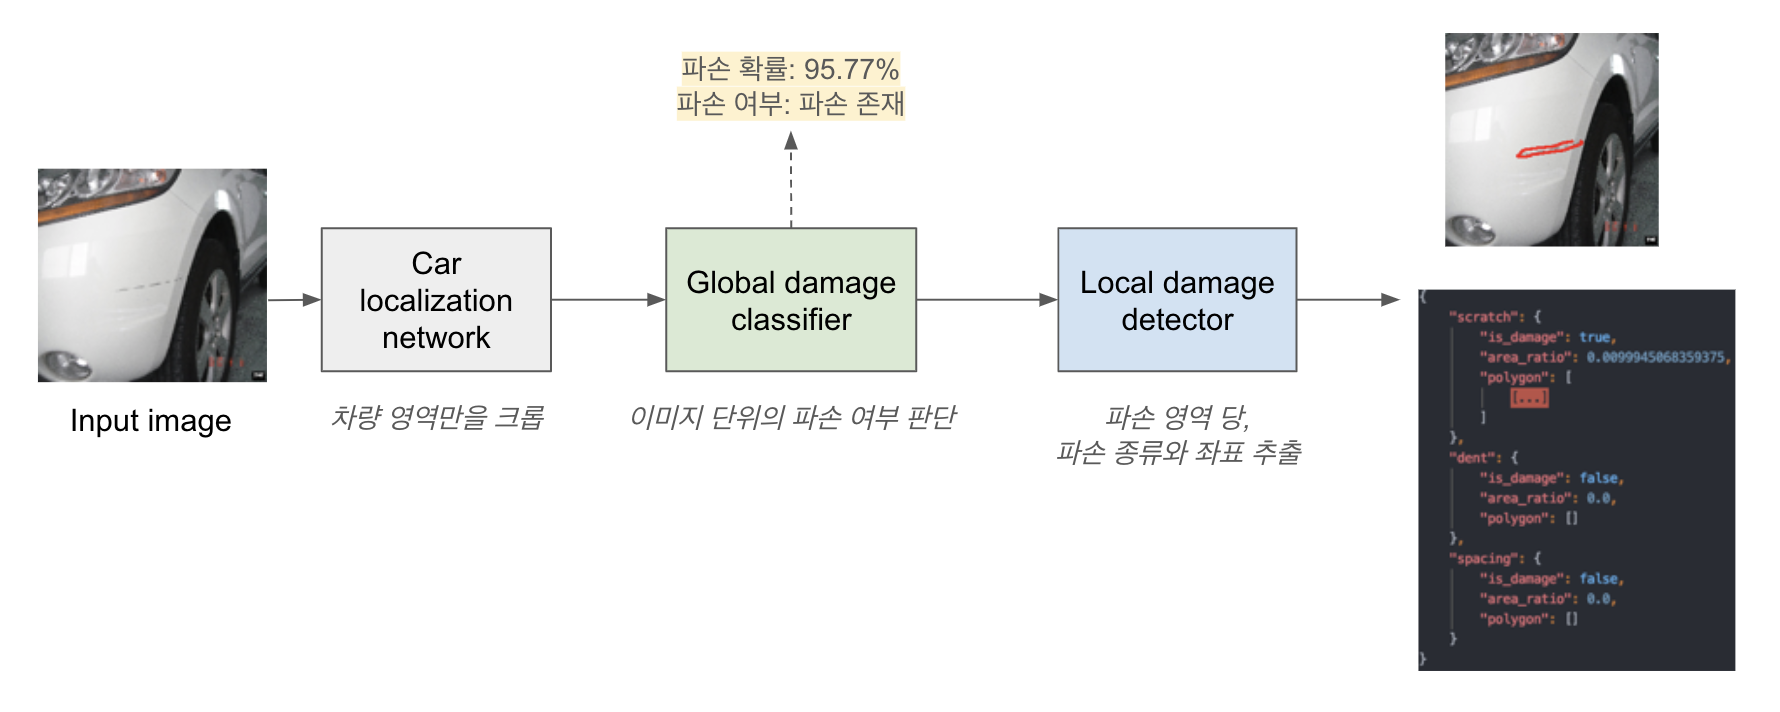 파손 확률: 95.77%
파손 여부: 파손 존재
Input image
Car
localization
network
차량 영역만을 크롭
Global damage
classifier
이미지 단위의 파손 여부 판단
Local damage
detector
파손 영역 당,
파손 종류와 좌표 추출
{
"scratch": {
"is_damage": true,
"area_ratio": 0.0099945068359375,
"polygon": [
[...]
]
},
"dent": {
"is_damage": false,
"area_ratio": 0.0,
"polygon": []
},
"spacing": {
"is_damage": false,
"area_ratio": 0.0,
"polygon": []
}
}